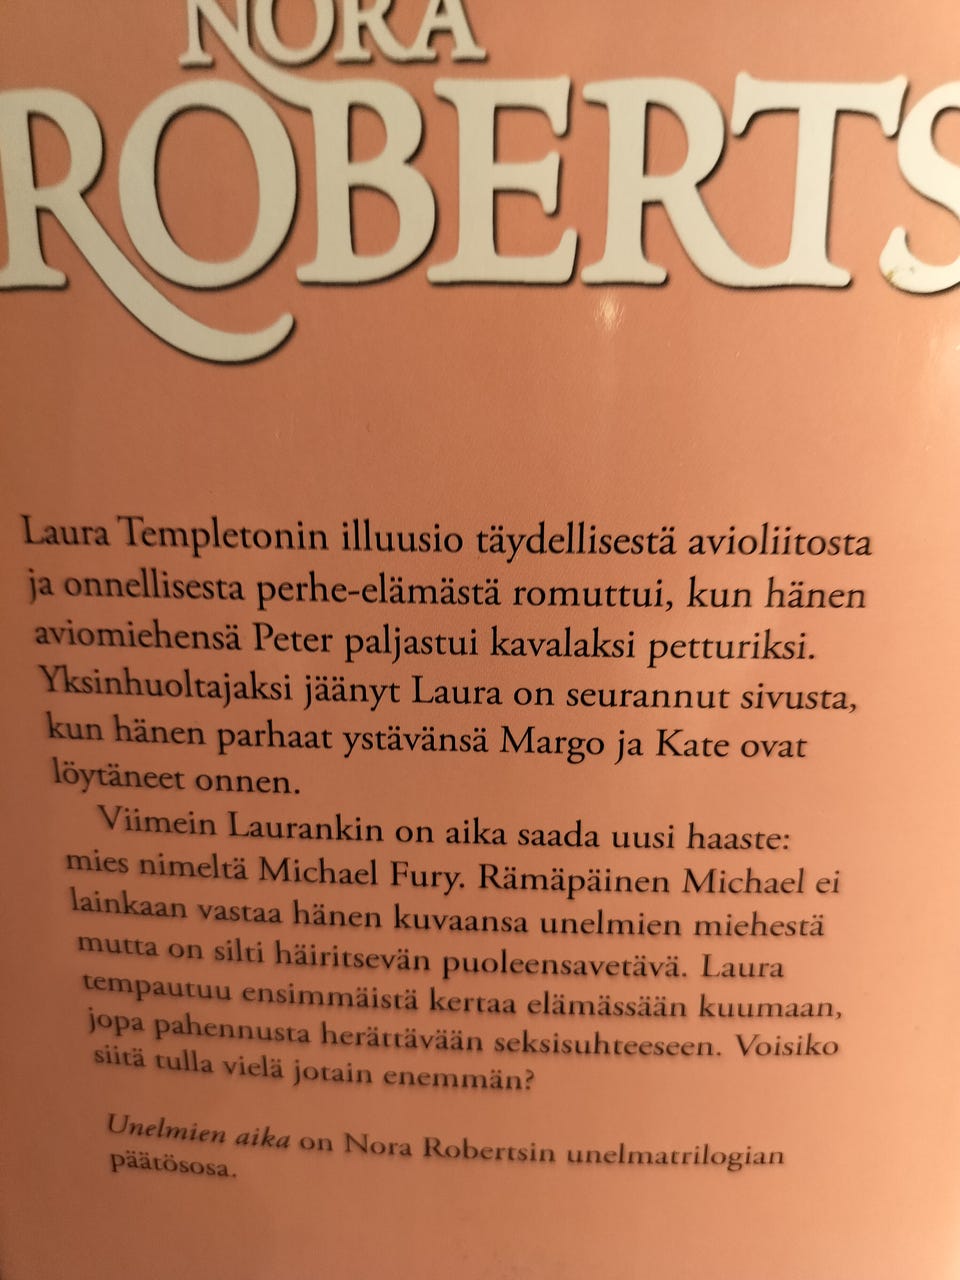 NORA
ROBERTS
Laura Templetonin illuusio täydellisestä avioliitosta
ja onnellisesta perhe-elämästä romuttui, kun hänen
aviomiehensä Peter paljastui kavalaksi petturiksi.
Yksinhuoltajaksi jäänyt Laura on seurannut sivusta,
kun hänen parhaat ystävänsä Margo ja Kate ovat
löytäneet onnen.
Viimein Laurankin on aika saada uusi haaste:
mies nimeltä Michael Fury. Rämäpäinen Michael ei
lainkaan vastaa hänen kuvaansa unelmien miehestä
mutta on silti häiritsevän puoleensavetävä. Laura
tempautuu ensimmäistä kertaa elämässään kuumaan,
jopa pahennusta herättävään seksisuhteeseen. Voisiko
siitä tulla vielä jotain enemmän?
Unelmien aika on Nora Robertsin unelmatrilogian
päätösosa.